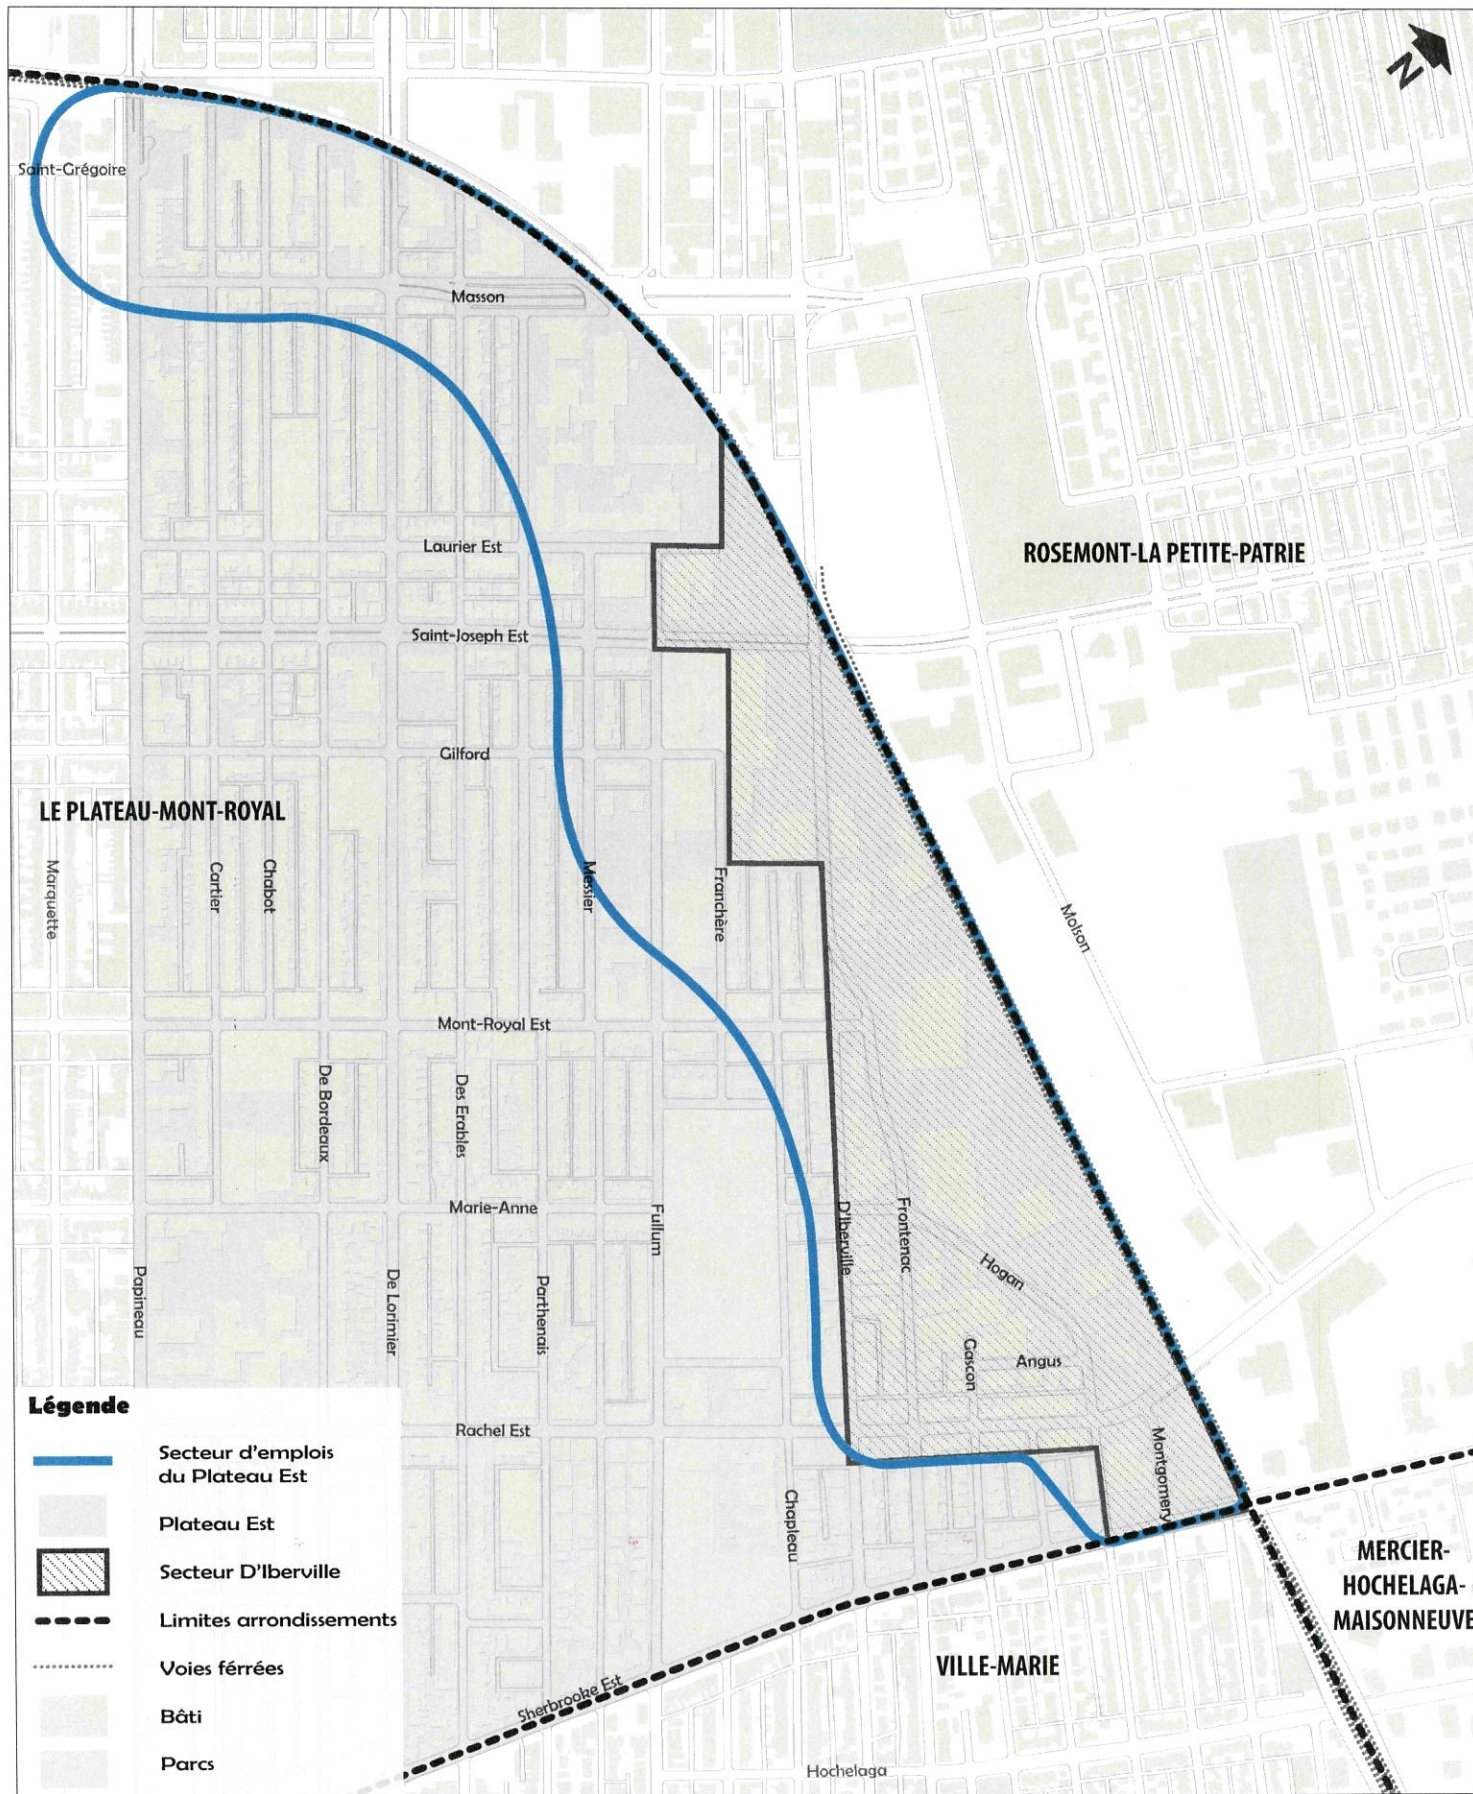 N
Saint-Grégoire
Masson
Laurier Est
ROSEMONT-LA PETITE-PATRIE
Saint-Joseph Est
Gilford
LE PLATEAU-MONT-ROYAL
Marquette
Cartier
Chabot
Messier
Franchère
Molson
Mont-Royal Est
De Bordeaux
Des Erables
Marie-Anne
Fullum
D'Iberville
Frontenac
Hogan
Papineau
De Lorimier
Parthenais
Gascon
Angus
Rachel Est
Montgomery
Chapleau
Légende
Secteur d'emplois
du Plateau Est
Plateau Est
Secteur D'Iberville
Limites arrondissements
Voies férrées
Bâti
Parcs
MERCIER-
HOCHELAGA-
MAISONNEUVE
VILLE-MARIE
Sherbrooke Est
Hochelaga